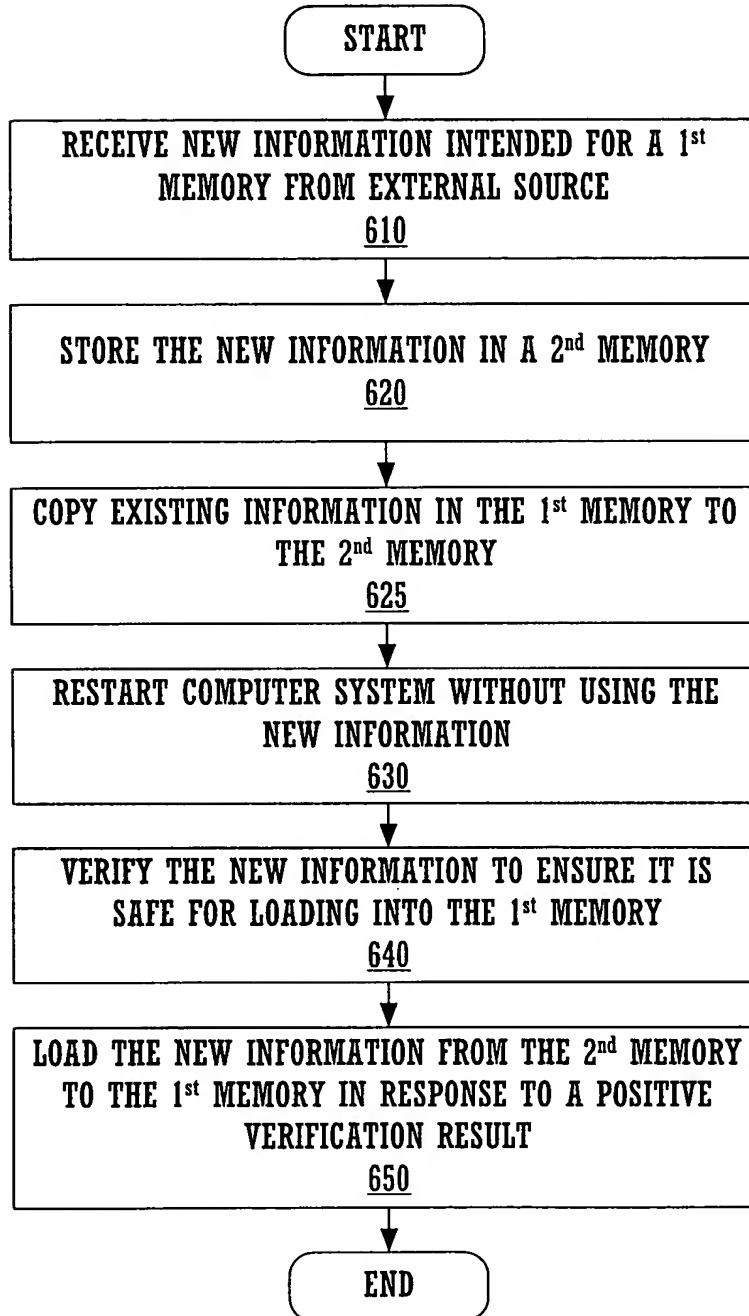 START
RECEIVE NEW INFORMATION INTENDED FOR A 1st
MEMORY FROM EXTERNAL SOURCE
610
STORE THE NEW INFORMATION IN A 2nd MEMORY
620
COPY EXISTING INFORMATION IN THE 1st MEMORY TO
THE 2nd MEMORY
625
RESTART COMPUTER SYSTEM WITHOUT USING THE
NEW INFORMATION
630
VERIFY THE NEW INFORMATION TO ENSURE IT IS
SAFE FOR LOADING INTO THE 1st MEMORY
640
LOAD THE NEW INFORMATION FROM THE 2nd MEMORY
TO THE 1st MEMORY IN RESPONSE TO A POSITIVE
VERIFICATION RESULT
650
END